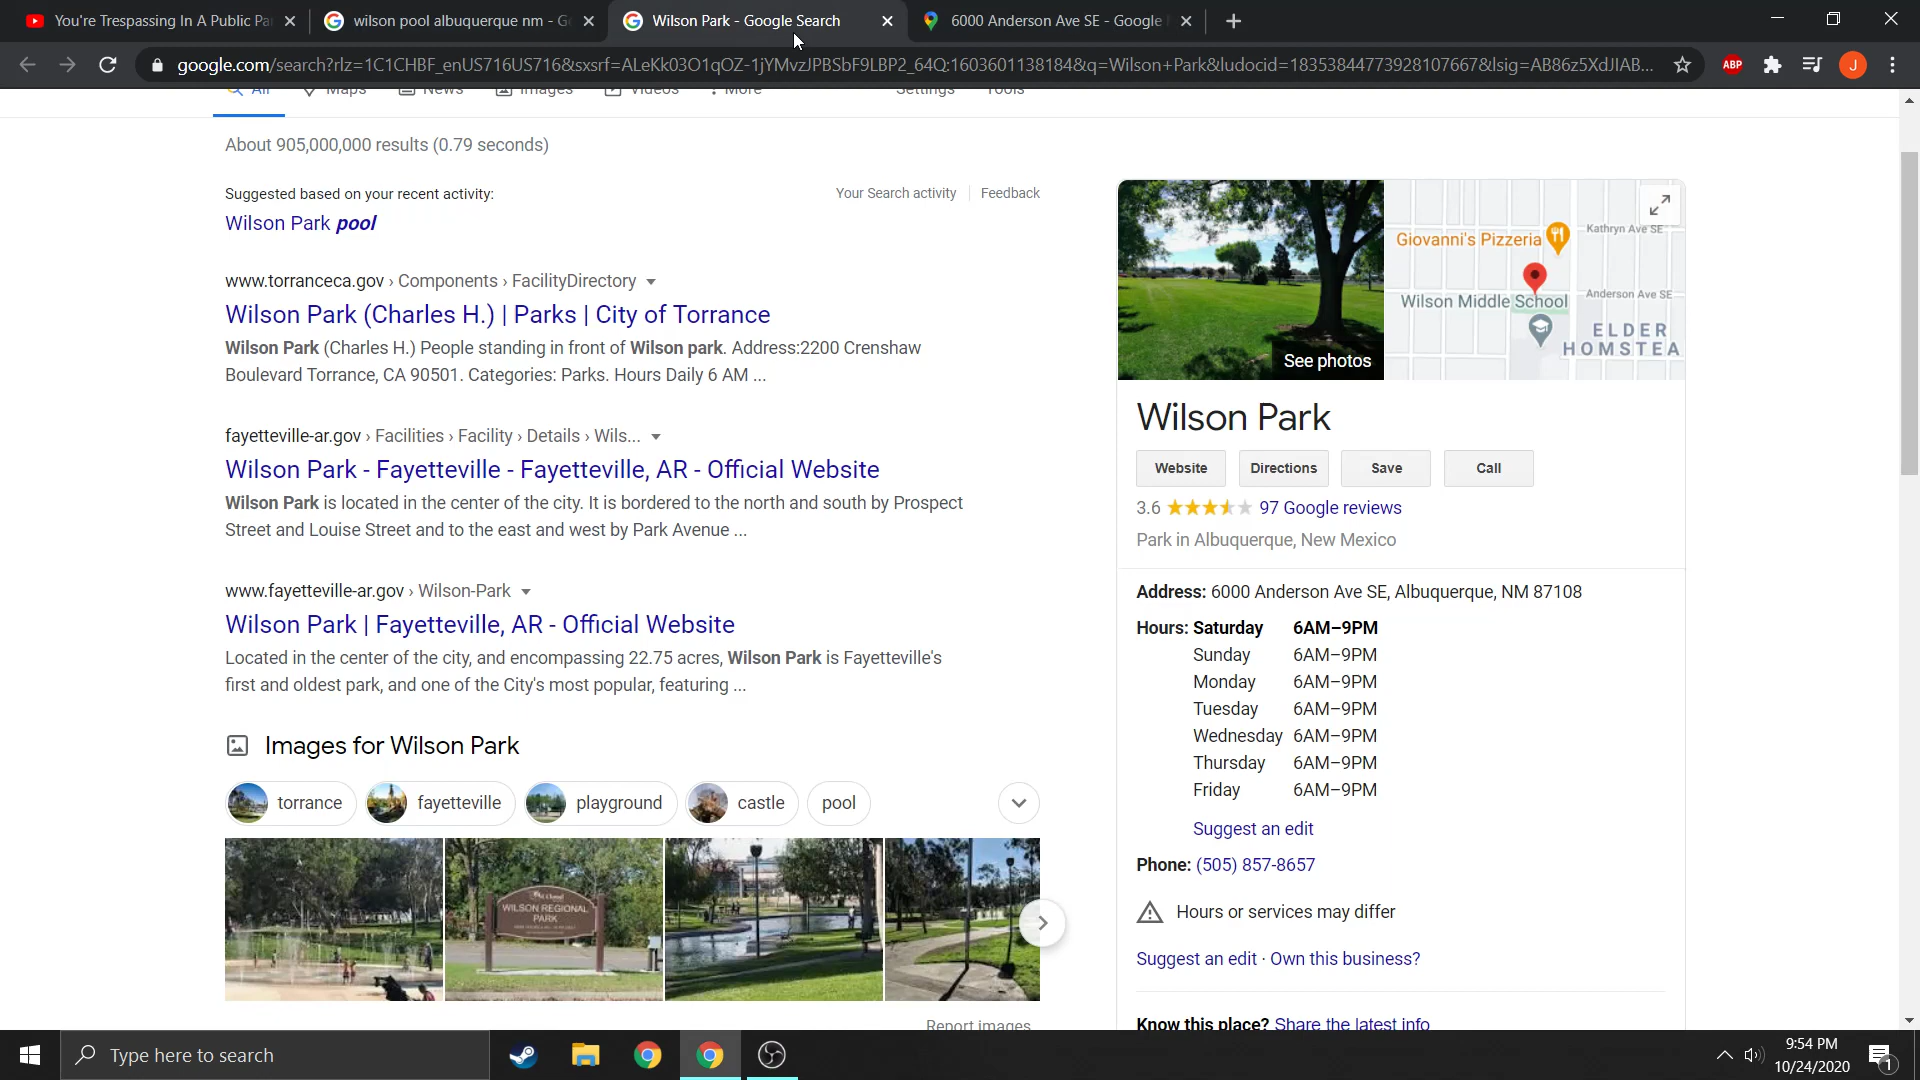 You're Trespassing In A Public Pa
wilson pool albuquerque nm - G
Wilson Park - Google Search
6000 Anderson Ave SE - Google
google.com/search?rlz=1C1CHBF_enUS716US716&sxsrf=ALeKk03O1qOZ-1jYMvzJPBSbF9LBP2_64Q:1603601138184&q=Wilson+Park&ludocid=18353844773928107667&lsig=AB86z5XdJIAB...
ABP
J
All
Maps
News
Images
Videos
More
Settings
Tools
About 905,000,000 results (0.79 seconds)
Suggested based on your recent activity:
Your Search activity
Feedback
Wilson Park pool
www.torranceca.gov › Components › FacilityDirectory
Wilson Park (Charles H.) | Parks | City of Torrance
Wilson Park (Charles H.) People standing in front of Wilson park. Address:2200 Crenshaw
Boulevard Torrance, CA 90501. Categories: Parks. Hours Daily 6 AM ...
fayetteville-ar.gov › Facilities › Facility › Details › Wils...
Wilson Park - Fayetteville - Fayetteville, AR - Official Website
Wilson Park is located in the center of the city. It is bordered to the north and south by Prospect
Street and Louise Street and to the east and west by Park Avenue ...
www.fayetteville-ar.gov › Wilson-Park
Wilson Park | Fayetteville, AR - Official Website
Located in the center of the city, and encompassing 22.75 acres, Wilson Park is Fayetteville's
first and oldest park, and one of the City's most popular, featuring ...
Images for Wilson Park
torrance
fayetteville
playground
castle
pool
WILSON REGIONAL
PARK
Report images
See photos
Giovanni's Pizzeria
Kathryn Ave SE
Anderson Ave SE
Wilson Middle School
ELDER
HOMSTEA
Wilson Park
Website
Directions
Save
Call
3.6
97 Google reviews
Park in Albuquerque, New Mexico
Address: 6000 Anderson Ave SE, Albuquerque, NM 87108
Hours: Saturday 6AM–9PM
Sunday 6AM–9PM
Monday 6AM–9PM
Tuesday 6AM–9PM
Wednesday 6AM–9PM
Thursday 6AM–9PM
Friday 6AM–9PM
Suggest an edit
Phone: (505) 857-8657
Hours or services may differ
Suggest an edit · Own this business?
Know this place? Share the latest info
Type here to search
9:54 PM
10/24/2020
1